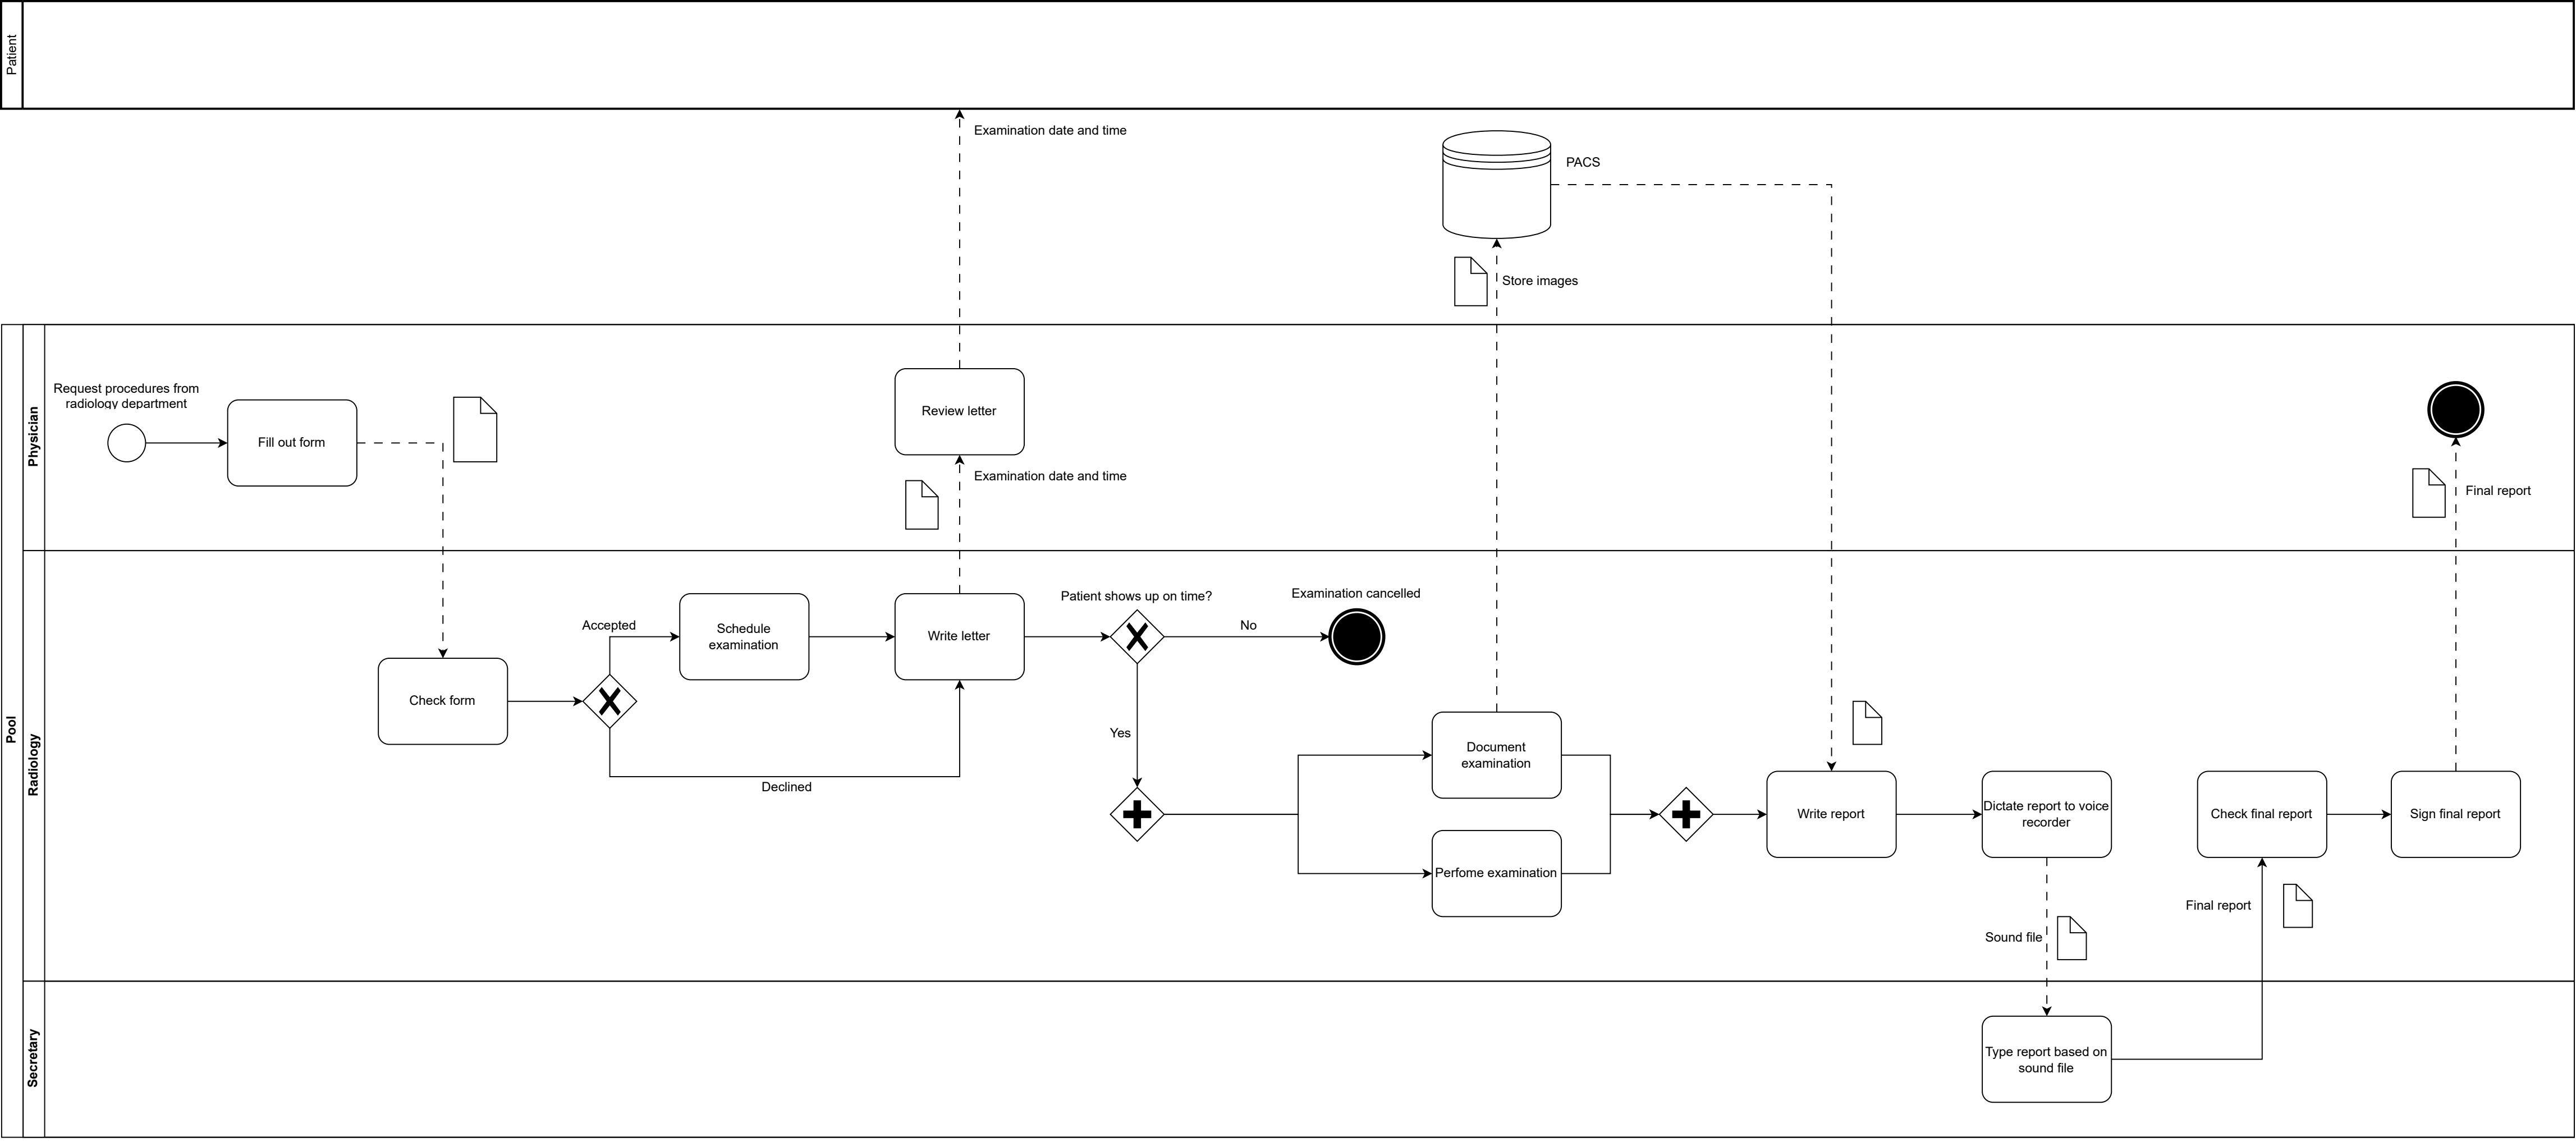 Patient
Examination date and time
PACS
Store images
Pool
Physician
Request procedures from
radiology department
Fill out form
Review letter
Examination date and time
Final report
Radiology
Check form
Accepted
Declined
Schedule
examination
Write letter
Patient shows up on time?
No
Examination cancelled
Yes
Document
examination
Perfome examination
Write report
Dictate report to voice
recorder
Check final report
Sign final report
Sound file
Final report
Secretary
Type report based on
sound file